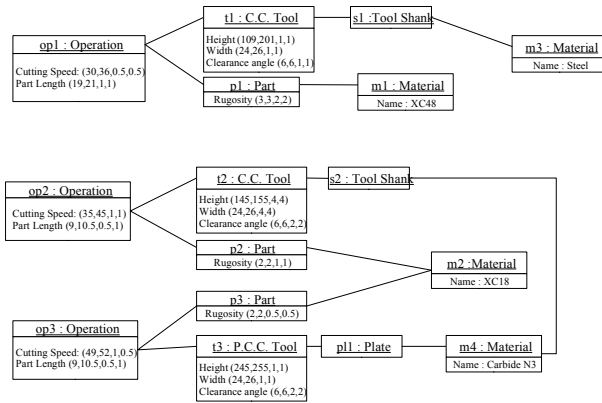 t1 : C.C. Tool
Height (109,201,1,1)
Width (24,26,1,1)
Clearance angle (6,6,1,1)
s1 :Tool Shank
op1 : Operation
Cutting Speed: (30,36,0.5,0.5)
Part Length (19,21,1,1)
m3 : Material
Name : Steel
p1 : Part
Rugosity (3,3,2,2)
m1 : Material
Name : XC48
t2 : C.C. Tool
Height (145,155,4,4)
Width (24,26,4,4)
Clearance angle (6,6,2,2)
s2 : Tool Shank
op2 : Operation
Cutting Speed: (35,45,1,1)
Part Length (9,10.5,0.5,1)
p2 : Part
Rugosity (2,2,1,1)
m2 :Material
Name : XC18
p3 : Part
Rugosity (2,2,0.5,0.5)
op3 : Operation
Cutting Speed: (49,52,1,0.5)
Part Length (9,10.5,0.5,1)
t3 : P.C.C. Tool
Height (245,255,1,1)
Width (24,26,1,1)
Clearance angle (6,6,2,2)
pl1 : Plate
m4 : Material
Name : Carbide N3